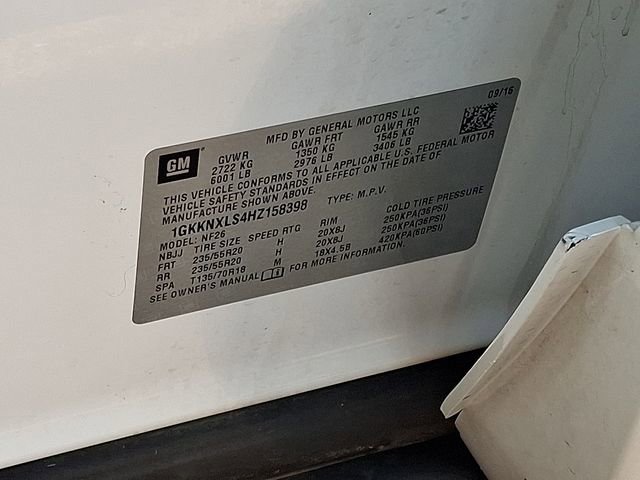 09/16
MFD BY GENERAL MOTORS LLC
GM
GVWR GAWR FRT GAWR RR
2722 KG 1350 KG 1545 KG
6001 LB 2976 LB 3406 LB
THIS VEHICLE CONFORMS TO ALL APPLICABLE U.S. FEDERAL MOTOR
VEHICLE SAFETY STANDARDS IN EFFECT ON THE DATE OF
MANUFACTURE SHOWN ABOVE.
1GKKNXLS4HZ158398 TYPE: M.P.V.
MODEL: NF26
NBJJ TIRE SIZE SPEED RTG RIM COLD TIRE PRESSURE
FRT 235/55R20 H 20X8J 250KPA(36PSI)
RR 235/55R20 H 20X8J 250KPA(36PSI)
SPA T135/70R18 M 18X4.5B 420KPA(60PSI)
SEE OWNER'S MANUAL FOR MORE INFORMATION.